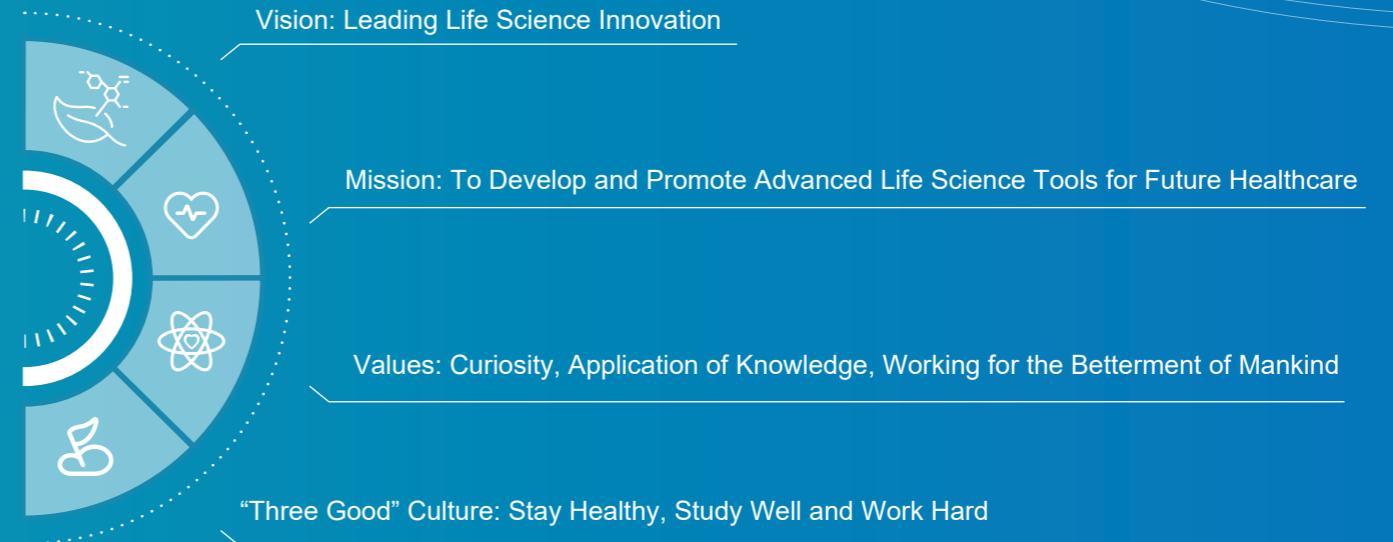 Vision: Leading Life Science Innovation
Mission: To Develop and Promote Advanced Life Science Tools for Future Healthcare
Values: Curiosity, Application of Knowledge, Working for the Betterment of Mankind
“Three Good” Culture: Stay Healthy, Study Well and Work Hard